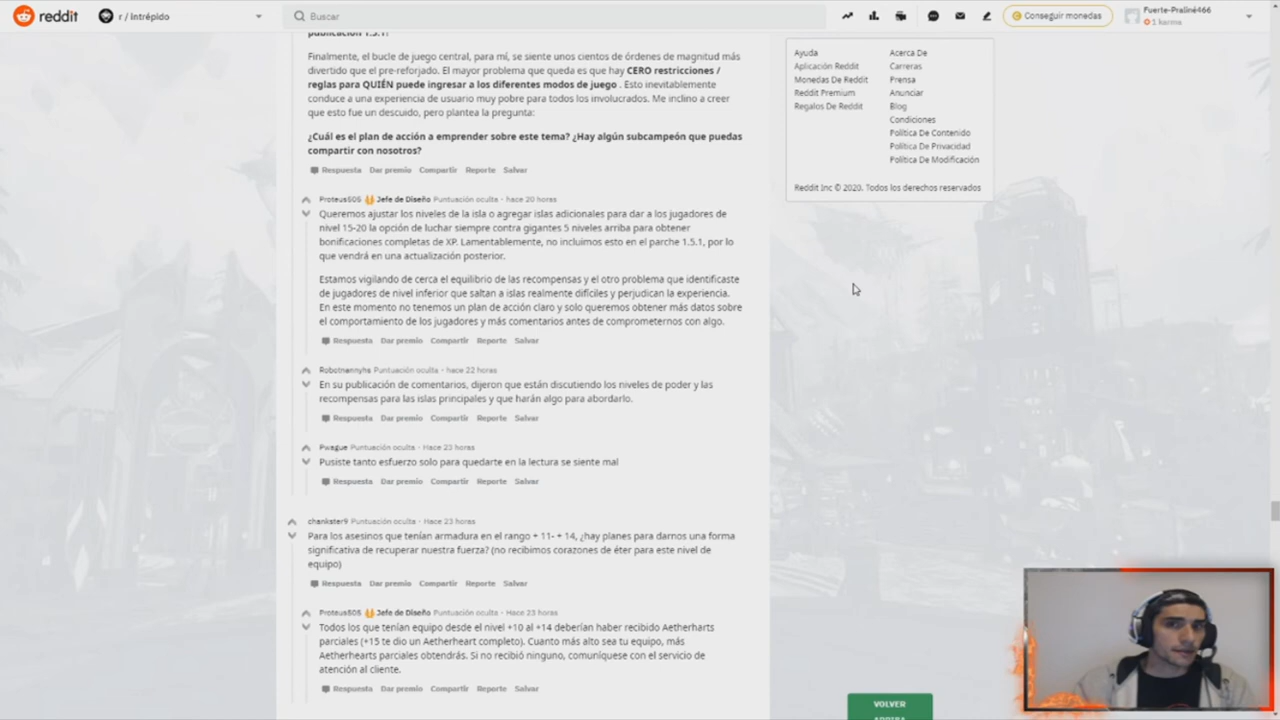 reddit
r / Intrépido
Buscar
Conseguir monedas
Fuerte-Praliné466
1 karma
publicación 1.5.1!
Finalmente, el bucle de juego central, para mí, se siente unos cientos de órdenes de magnitud más
divertido que el pre-reforjado. El mayor problema que queda es que hay CERO restricciones /
reglas para QUIÉN puede ingresar a los diferentes modos de juego . Esto inevitablemente
conduce a una experiencia de usuario muy pobre para todos los involucrados. Me inclino a creer
que esto fue un descuido, pero plantea la pregunta:
¿Cuál es el plan de acción a emprender sobre este tema? ¿Hay algún subcampeón que puedas
compartir con nosotros?
Respuesta Dar premio Compartir Reporte Salvar
Proteus505 Jefe de Diseño Puntuación oculta · hace 20 horas
Queremos ajustar los niveles de la isla o agregar islas adicionales para dar a los jugadores de
nivel 15-20 la opción de luchar siempre contra gigantes 5 niveles arriba para obtener
bonificaciones completas de XP. Lamentablemente, no incluimos esto en el parche 1.5.1, por lo
que vendrá en una actualización posterior.
Estamos vigilando de cerca el equilibrio de las recompensas y el otro problema que identificaste
de jugadores de nivel inferior que saltan a islas realmente difíciles y perjudican la experiencia.
En este momento no tenemos un plan de acción claro y solo queremos obtener más datos sobre
el comportamiento de los jugadores y más comentarios antes de comprometernos con algo.
Respuesta Dar premio Compartir Reporte Salvar
Robotnennyhs Puntuación oculta · hace 22 horas
En su publicación de comentarios, dijeron que están discutiendo los niveles de poder y las
recompensas para las islas principales y que harán algo para abordarlo.
Respuesta Dar premio Compartir Reporte Salvar
Pwague Puntuación oculta · Hace 23 horas
Pusiste tanto esfuerzo solo para quedarte en la lectura se siente mal
Respuesta Dar premio Compartir Reporte Salvar
chankster9 Puntuación oculta · Hace 23 horas
Para los asesinos que tenían armadura en el rango + 11- + 14, ¿hay planes para darnos una forma
significativa de recuperar nuestra fuerza? (no recibimos corazones de éter para este nivel de
equipo)
Respuesta Dar premio Compartir Reporte Salvar
Proteus505 Jefe de Diseño Puntuación oculta · Hace 23 horas
Todos los que tenían equipo desde el nivel +10 al +14 deberían haber recibido Aetherharts
parciales (+15 te dio un Aetherheart completo). Cuanto más alto sea tu equipo, más
Aetherhearts parciales obtendrás. Si no recibió ninguno, comuníquese con el servicio de
atención al cliente.
Respuesta Dar premio Compartir Reporte Salvar
Ayuda Acerca De
Aplicación Reddit Carreras
Monedas De Reddit Prensa
Reddit Premium Anunciar
Regalos De Reddit Blog
Condiciones
Política De Contenido
Política De Privacidad
Política De Modificación
Reddit Inc © 2020. Todos los derechos reservados
VOLVER
ARRIBA